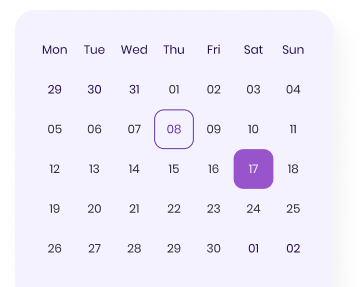 Mon Tue Wed Thu Fri Sat Sun
29 30 31 01 02 03 04
05 06 07 08 09 10 11
12 13 14 15 16 17 18
19 20 21 22 23 24 25
26 27 28 29 30 01 02